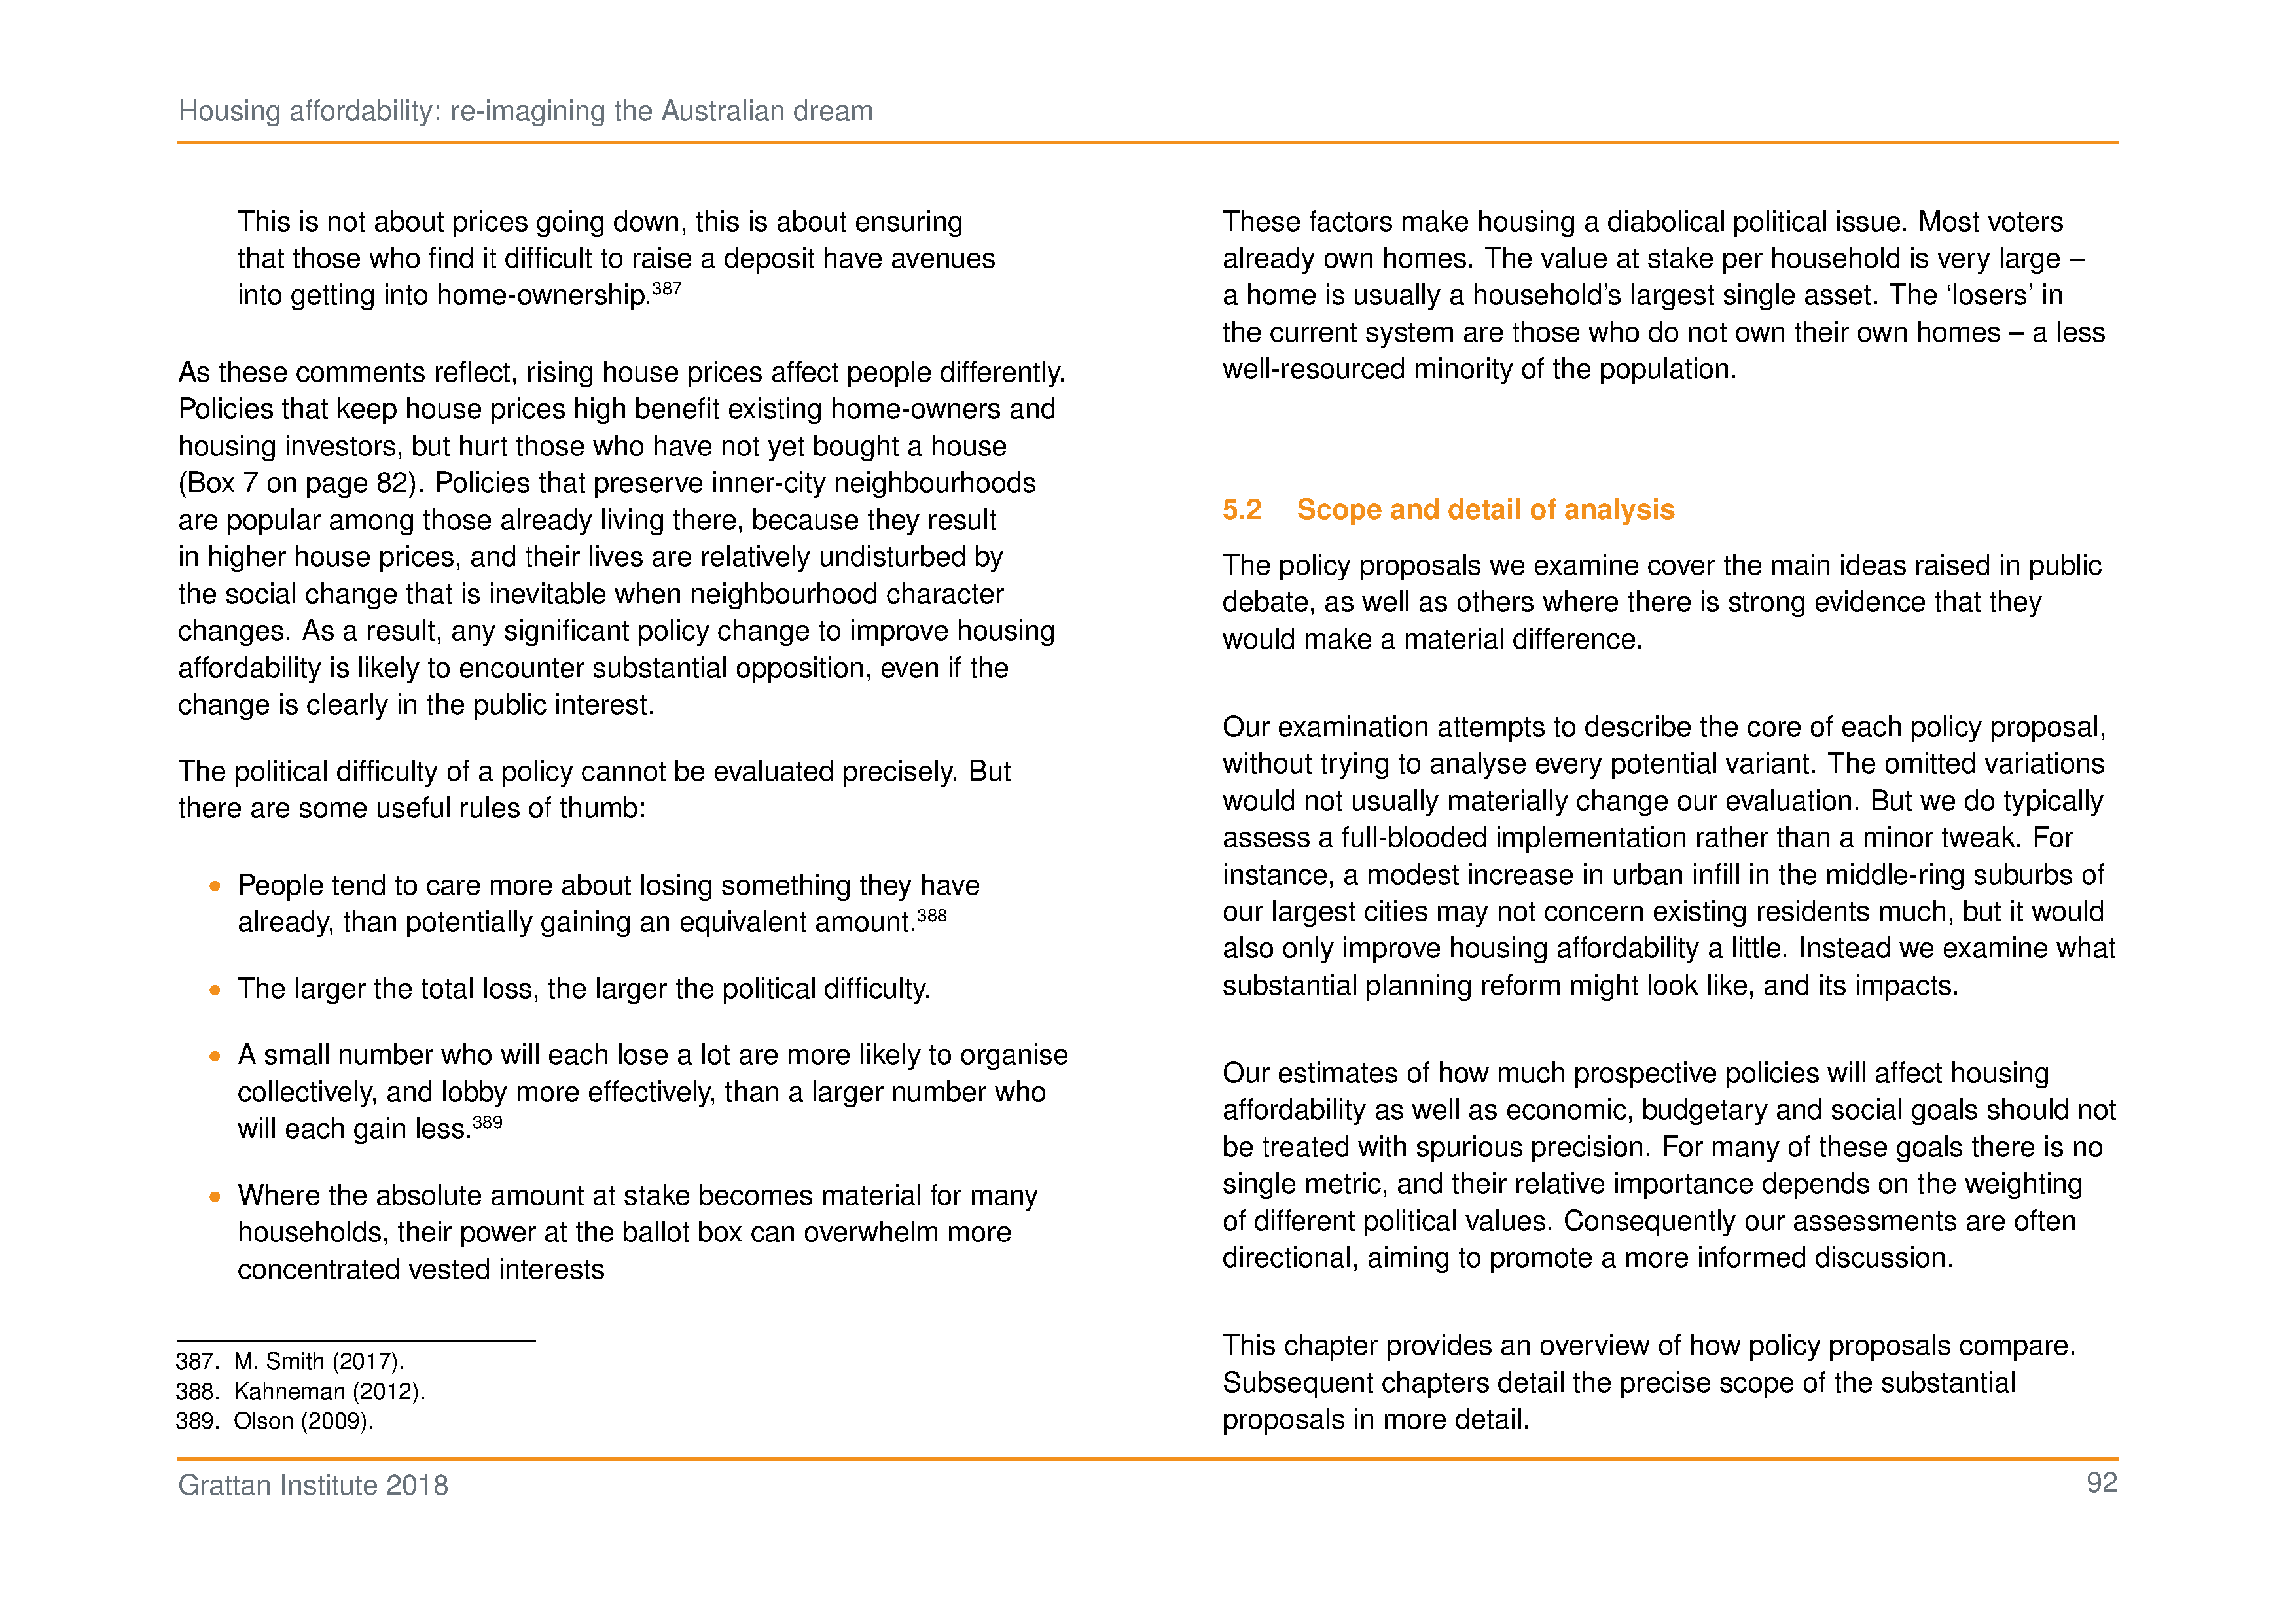 Housing affordability: re-imagining the Australian dream
This is not about prices going down, this is about ensuring
that those who find it difficult to raise a deposit have avenues
into getting into home-ownership.387
As these comments reflect, rising house prices affect people differently.
Policies that keep house prices high benefit existing home-owners and
housing investors, but hurt those who have not yet bought a house
(Box 7 on page 82). Policies that preserve inner-city neighbourhoods
are popular among those already living there, because they result
in higher house prices, and their lives are relatively undisturbed by
the social change that is inevitable when neighbourhood character
changes. As a result, any significant policy change to improve housing
affordability is likely to encounter substantial opposition, even if the
change is clearly in the public interest.
The political difficulty of a policy cannot be evaluated precisely. But
there are some useful rules of thumb:
• People tend to care more about losing something they have
already, than potentially gaining an equivalent amount.388
• The larger the total loss, the larger the political difficulty.
• A small number who will each lose a lot are more likely to organise
collectively, and lobby more effectively, than a larger number who
will each gain less.389
• Where the absolute amount at stake becomes material for many
households, their power at the ballot box can overwhelm more
concentrated vested interests
387. M. Smith (2017).
388. Kahneman (2012).
389. Olson (2009).
These factors make housing a diabolical political issue. Most voters
already own homes. The value at stake per household is very large –
a home is usually a household’s largest single asset. The ‘losers’ in
the current system are those who do not own their own homes – a less
well-resourced minority of the population.
5.2 Scope and detail of analysis
The policy proposals we examine cover the main ideas raised in public
debate, as well as others where there is strong evidence that they
would make a material difference.
Our examination attempts to describe the core of each policy proposal,
without trying to analyse every potential variant. The omitted variations
would not usually materially change our evaluation. But we do typically
assess a full-blooded implementation rather than a minor tweak. For
instance, a modest increase in urban infill in the middle-ring suburbs of
our largest cities may not concern existing residents much, but it would
also only improve housing affordability a little. Instead we examine what
substantial planning reform might look like, and its impacts.
Our estimates of how much prospective policies will affect housing
affordability as well as economic, budgetary and social goals should not
be treated with spurious precision. For many of these goals there is no
single metric, and their relative importance depends on the weighting
of different political values. Consequently our assessments are often
directional, aiming to promote a more informed discussion.
This chapter provides an overview of how policy proposals compare.
Subsequent chapters detail the precise scope of the substantial
proposals in more detail.
Grattan Institute 2018
92